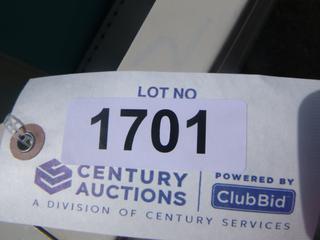 LOT NO
1701
CENTURY AUCTIONS
POWERED BY
ClubBid
A DIVISION OF CENTURY SERVICES